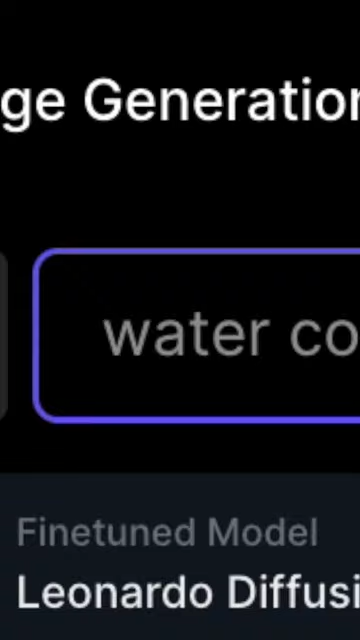 ge Generation
water co
Finetuned Model
Leonardo Diffusi